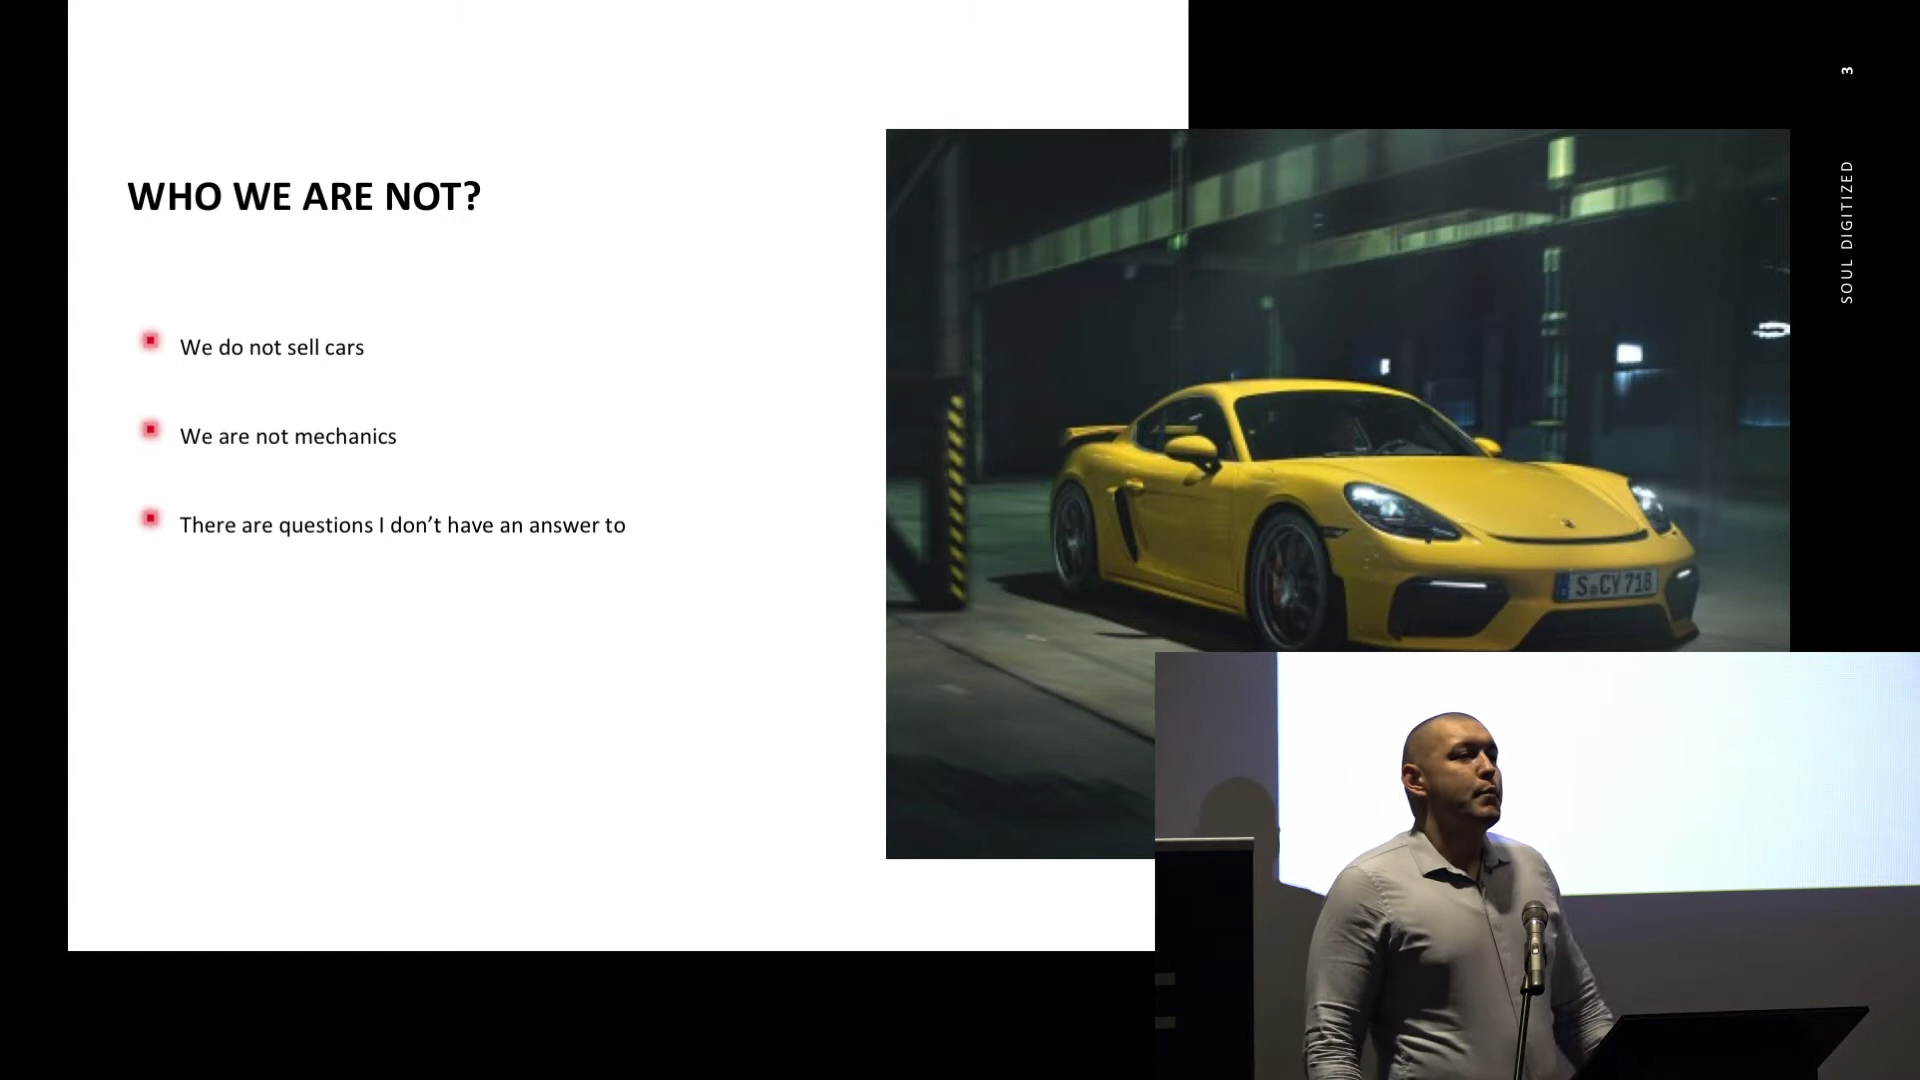 3
SOUL DIGITIZED
WHO WE ARE NOT?
We do not sell cars
We are not mechanics
There are questions I don’t have an answer to
S CY 718